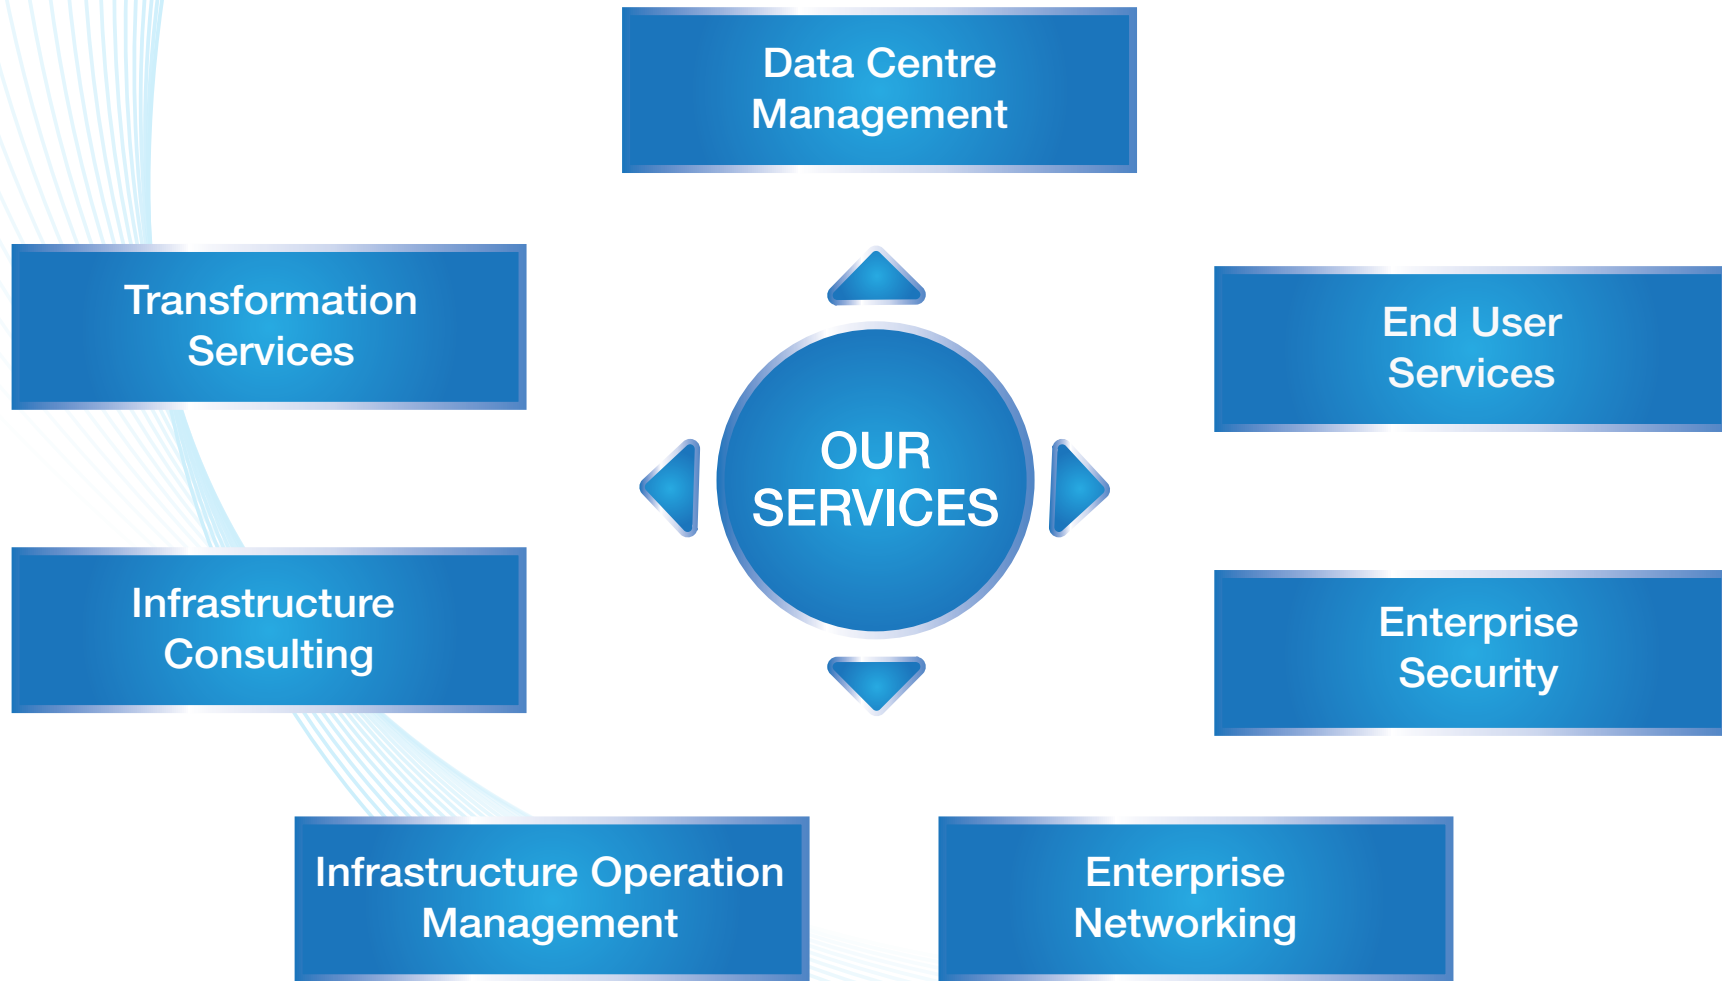 Data Centre
Management
Transformation
Services
End User
Services
OUR
SERVICES
Infrastructure
Consulting
Enterprise
Security
Infrastructure Operation
Management
Enterprise
Networking